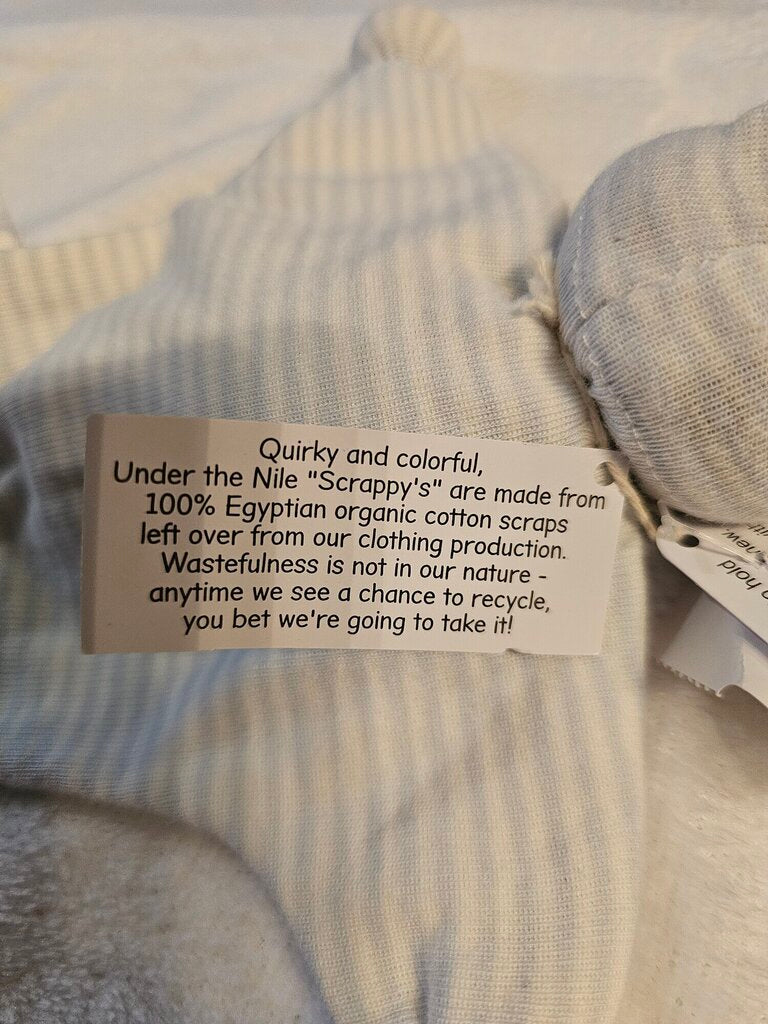 Quirky and colorful,
Under the Nile "Scrappy's" are made from
100% Egyptian organic cotton scraps
left over from our clothing production.
Wastefulness is not in our nature -
anytime we see a chance to recycle,
you bet we're going to take it!
new
hold